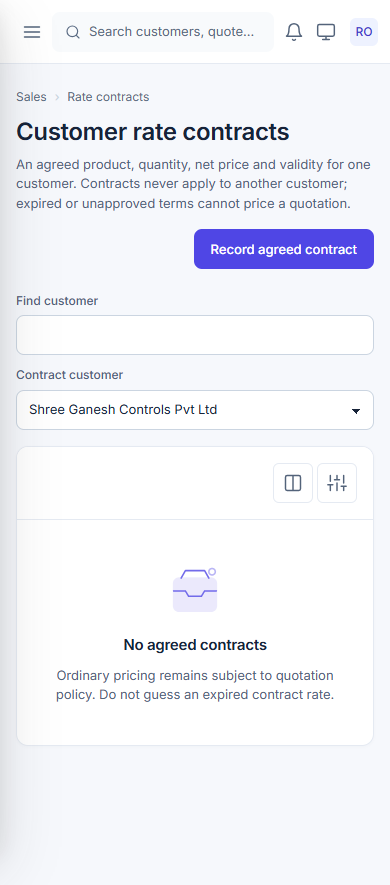 Search customers, quote...
RO
Sales › Rate contracts
Customer rate contracts
An agreed product, quantity, net price and validity for one
customer. Contracts never apply to another customer;
expired or unapproved terms cannot price a quotation.
Record agreed contract
Find customer
Contract customer
Shree Ganesh Controls Pvt Ltd
No agreed contracts
Ordinary pricing remains subject to quotation
policy. Do not guess an expired contract rate.